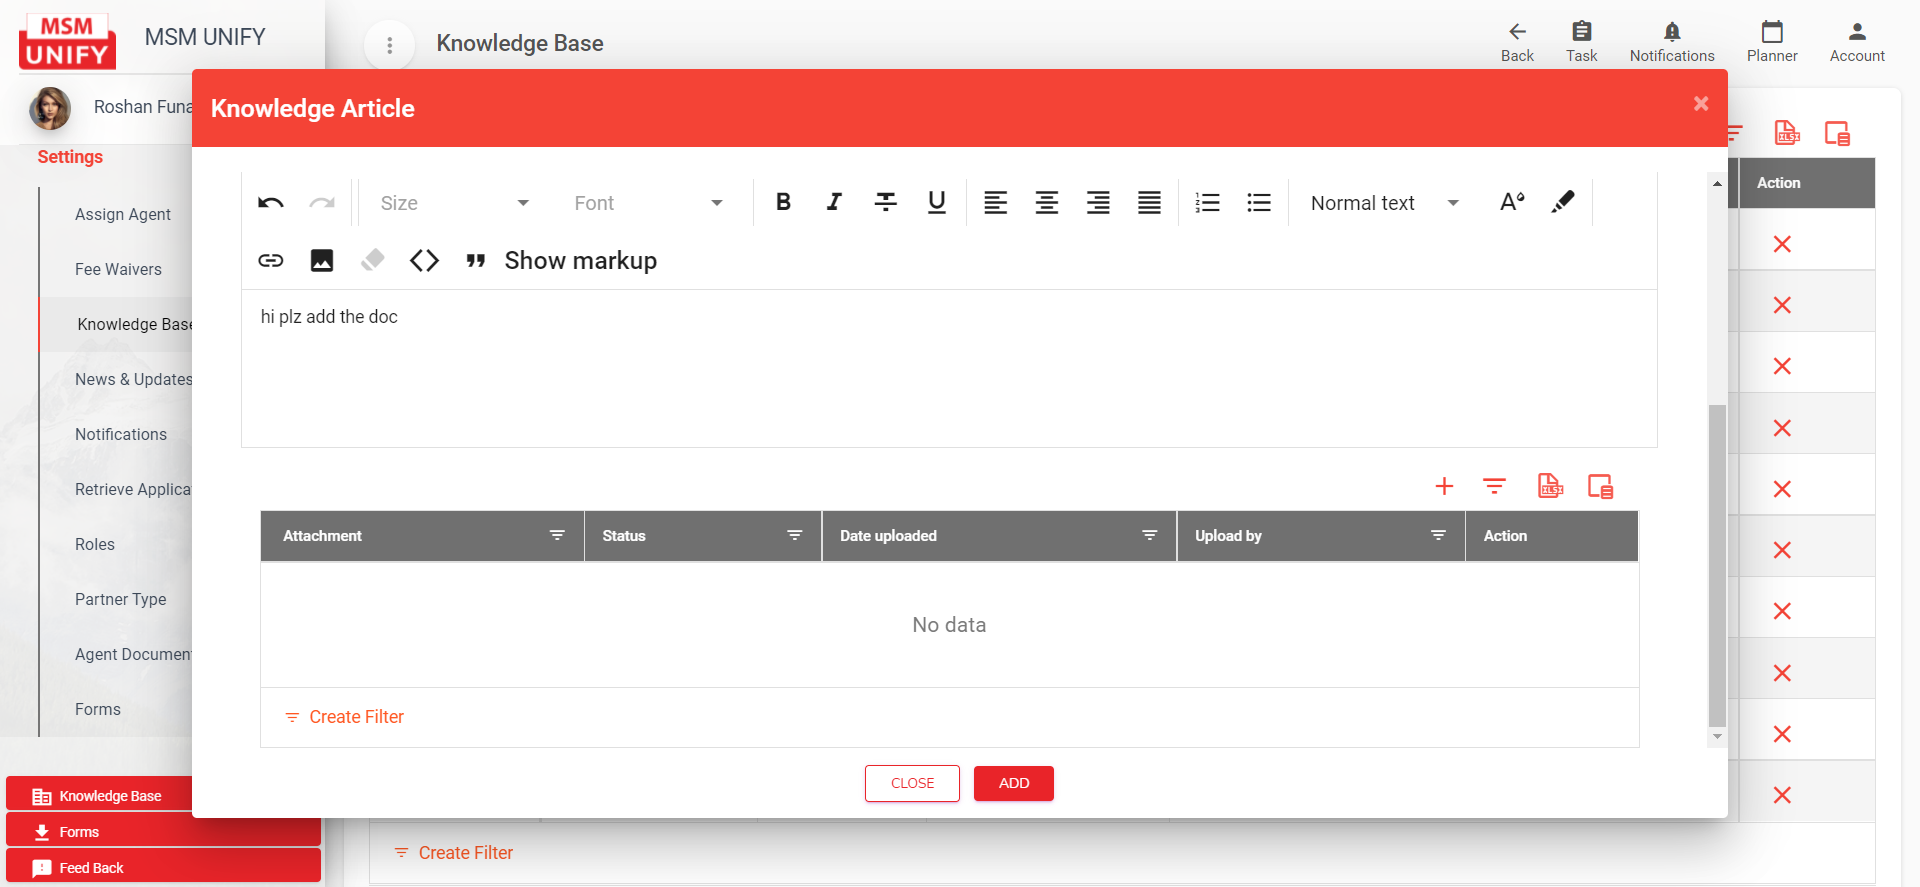 MSM
UNIFY
MSM UNIFY
Knowledge Base
Back
Task
Notifications
Planner
Account
Roshan Funa
Settings
Assign Agent
Fee Waivers
Knowledge Base
News & Updates
Notifications
Retrieve Applica
Roles
Partner Type
Agent Documen
Forms
Knowledge Base
Forms
Feed Back
Knowledge Article
Size
Font
Normal text
Show markup
hi plz add the doc
XLSX
Attachment
Status
Date uploaded
Upload by
Action
No data
Create Filter
CLOSE
ADD
XLSX
Action
Create Filter